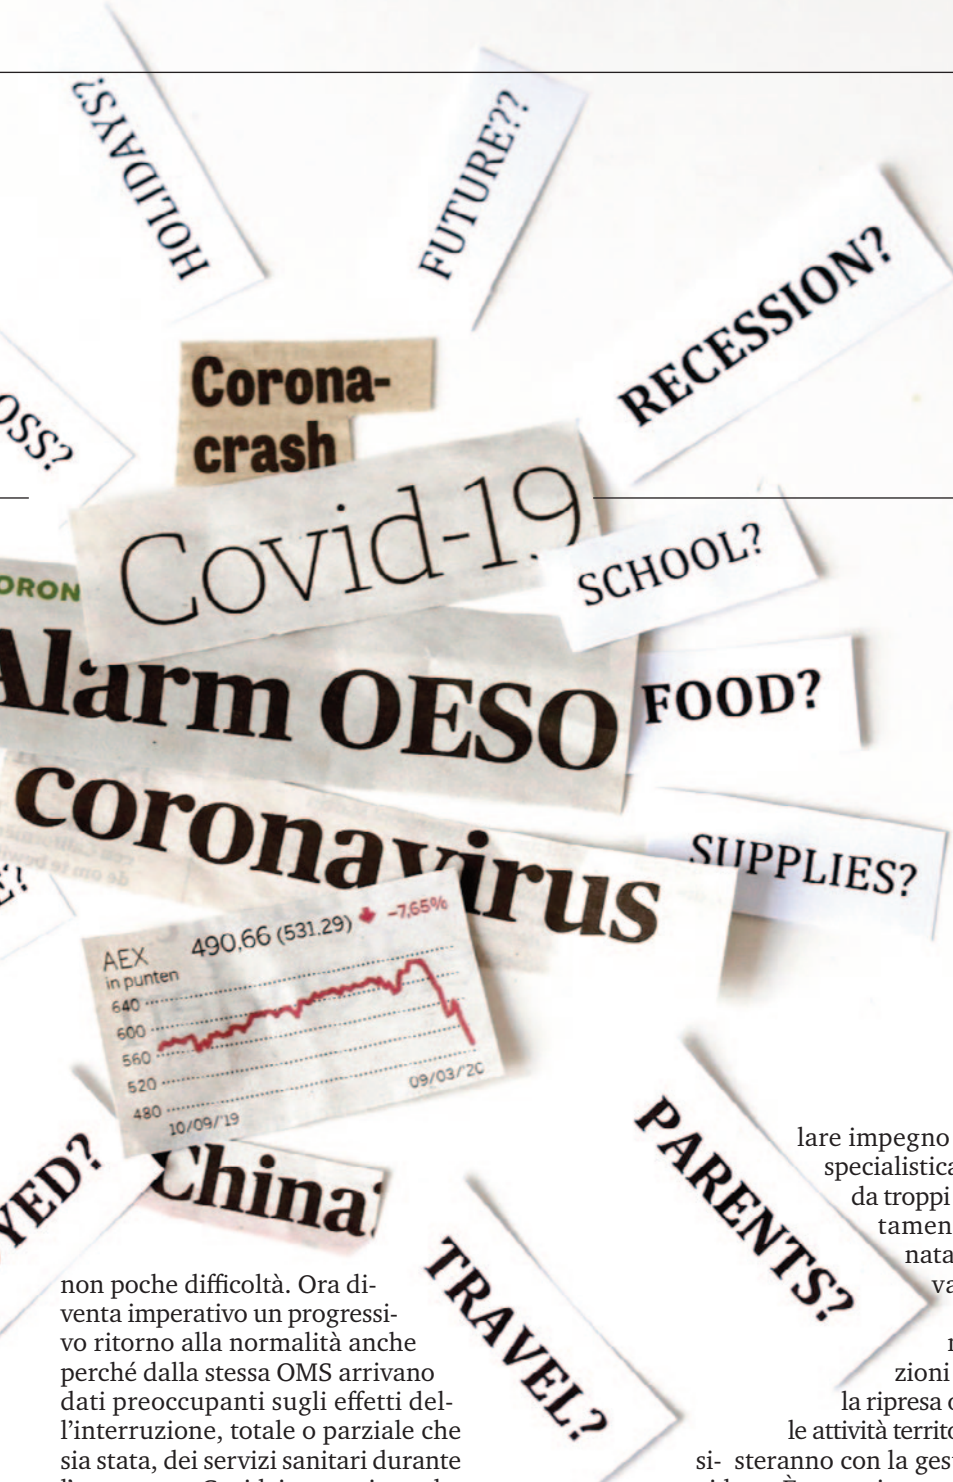 HOLIDAYS?
FUTURE??
RECESSION?
OSS?
Corona-
crash
Covid-19
SCHOOL?
ORON
Alarm OESO
FOOD?
coronavirus
SUPPLIES?
E?
AEX
in punten
490,66 (531.29) -7,65%
640
600
560
520
480
10/09/'19
09/03/'20
China
YED?
PARENTS?
TRAVEL?
non poche difficoltà. Ora di-
venta imperativo un progressi-
vo ritorno alla normalità anche
perché dalla stessa OMS arrivano
dati preoccupanti sugli effetti del-
l'interruzione, totale o parziale che
sia stata, dei servizi sanitari durante
lare impegno
specialistica
da troppi
tamen
nata
va
zioni
la ripresa
le attività territo
si- steranno con la gest